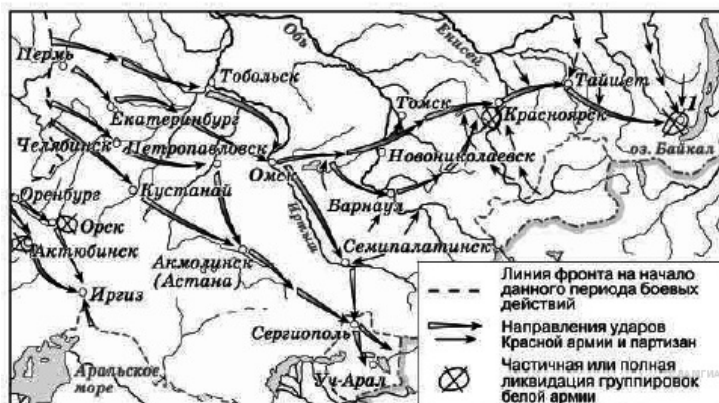 Пермь
Обь
Енисей
Тобольск
Тайшет
Томск
1
Екатеринбург
Красноярск
Челябинск
Петропавловск
Омск
Новониколаевск
оз. Байкал
Кустанай
Оренбург
Барнаул
Орск
Иртыш
Актюбинск
Семипалатинск
Акмолинск
(Астана)
Иргиз
Сергиополь
Уч-Арал
Аральское
море
Линия фронта на начало
данного периода боевых
действий
Направления ударов
Красной армии и партизан
Частичная или полная
ликвидация группировок
белой армии